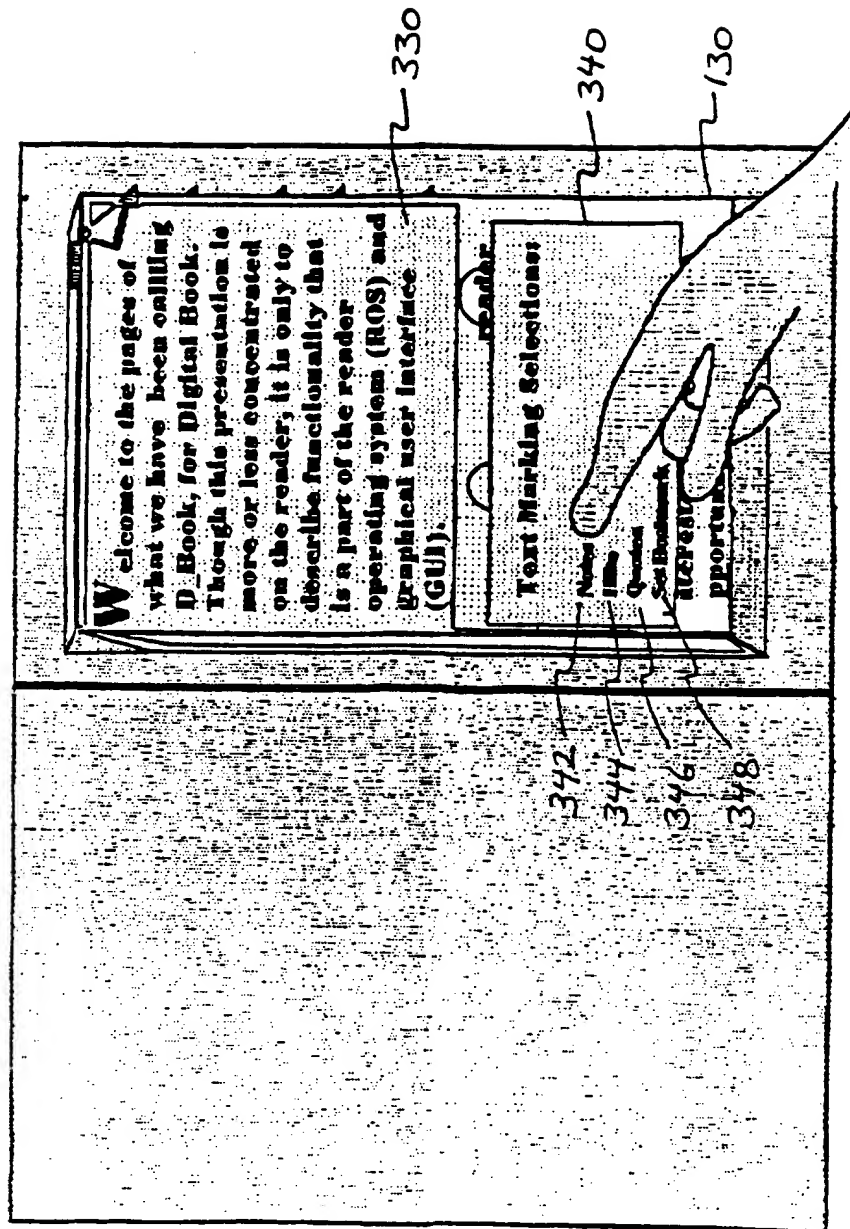 Welcome to the pages of
what we have been calling
D_Book, for Digital Book.
Though this presentation is
more or less concentrated
on the reader, it is only to
describe functionality that
is a part of the reader
operating system (ROS) and
graphical user interface
(GUI).
reader
Text Marking Selections:
Notes
Quotes
Set Bookmark
330
340
130
342
344
346
348